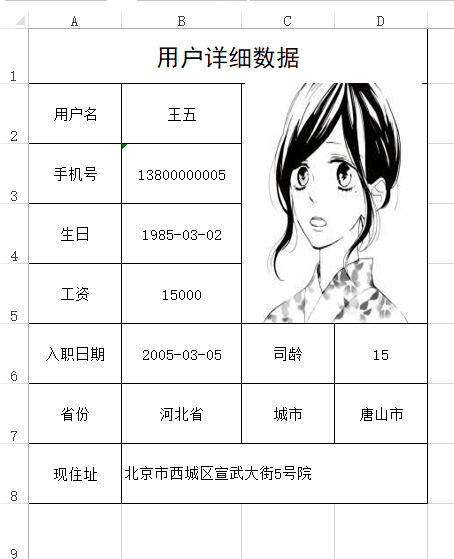 A B C D
1 用户详细数据
2 用户名 王五
3 手机号 13800000005
4 生日 1985-03-02
5 工资 15000
6 入职日期 2005-03-05 司龄 15
7 省份 河北省 城市 唐山市
8 现住址 北京市西城区宣武大街5号院
9